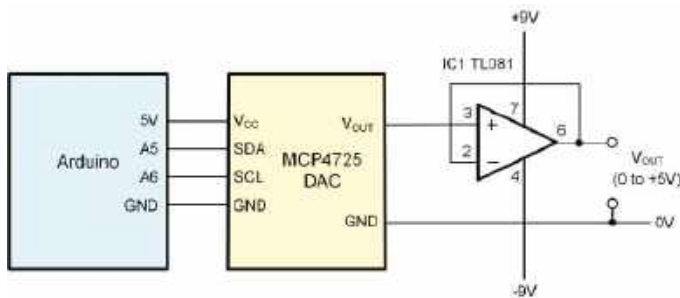 +9V
IC1 TL081
5V
A5
A6
GND
Arduino
VCC
SDA
SCL
GND
VOUT
MCP4725
DAC
GND
3
+
2
−
7
6
4
VOUT
(0 to +5V)
0V
-9V